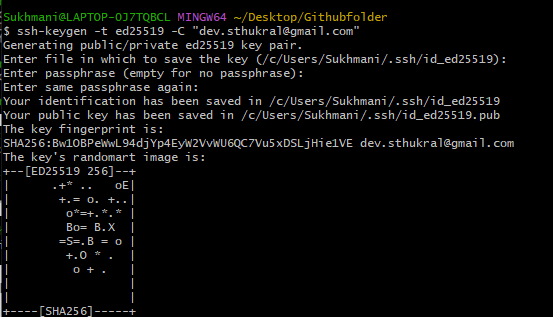 Sukhmani@LAPTOP-OJ7TQBCL MINGW64 ~/Desktop/Githubfolder
$ ssh-keygen -t ed25519 -C "dev.sthukral@gmail.com"
Generating public/private ed25519 key pair.
Enter file in which to save the key (/c/Users/Sukhmani/.ssh/id_ed25519):
Enter passphrase (empty for no passphrase):
Enter same passphrase again:
Your identification has been saved in /c/Users/Sukhmani/.ssh/id_ed25519
Your public key has been saved in /c/Users/Sukhmani/.ssh/id_ed25519.pub
The key fingerprint is:
SHA256:Bw1OBPeWwL94djYp4EyW2VvWU6QC7Vu5xDSLjHie1VE dev.sthukral@gmail.com
The key's randomart image is:
+--[ED25519 256]--+
|     .+* ..   oE|
|      +.= o. +..|
|       o*=+.*.* |
|       Bo= B.X  |
|      =S=.B = o |
|       +.O * .  |
|        o + .   |
|                |
|                |
+----[SHA256]-----+